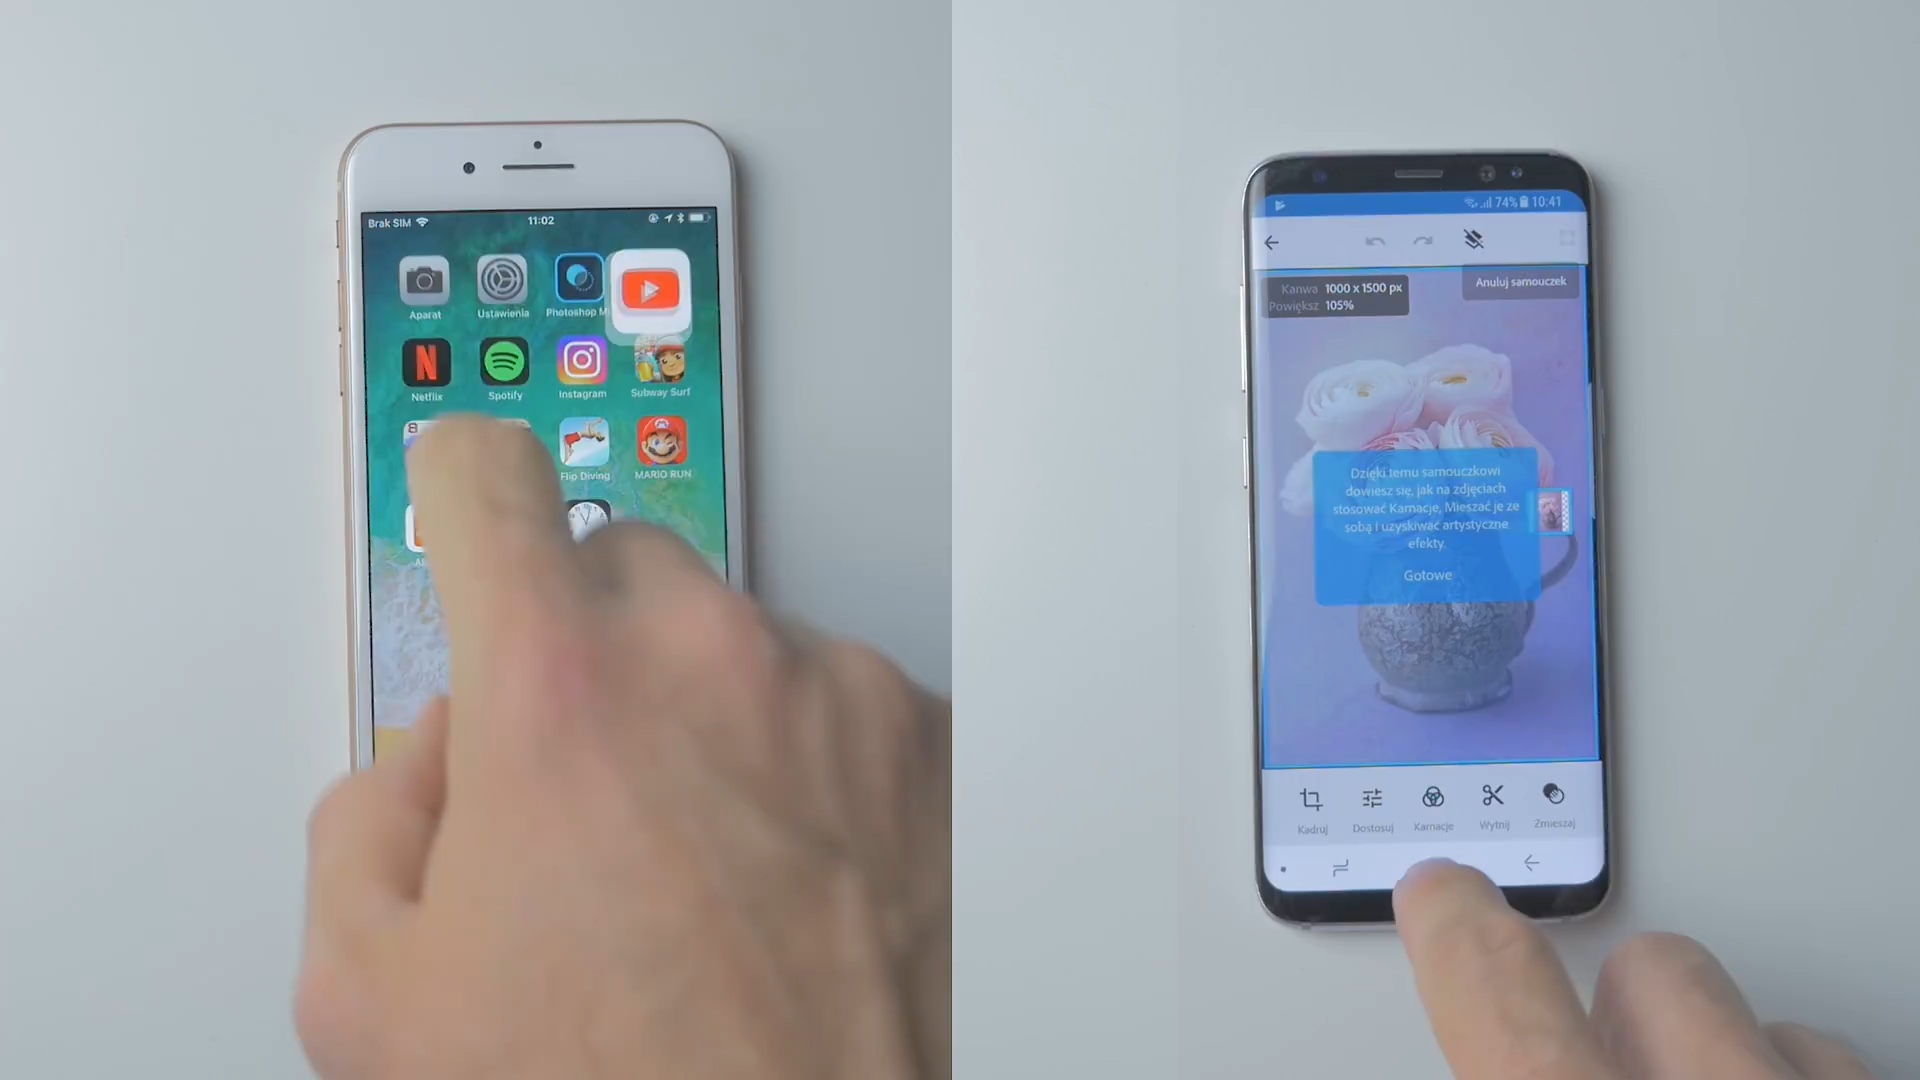 Brak SIM
11:02
Aparat
Ustawienia
Photoshop M
Netflix
Spotify
Instagram
Subway Surf
8
Flip Diving
MARIO RUN
74% 10:41
Kanwa 1000 x 1500 px
Powiększ 105%
Anuluj samouczek
Dzięki temu samouczkowi
dowiesz się, jak na zdjęciach
stosować Karnacje, Mieszać je ze
sobą i uzyskiwać artystyczne
efekty.
Gotowe
Kadruj
Dostosuj
Karnacje
Wytnij
Zmieszaj